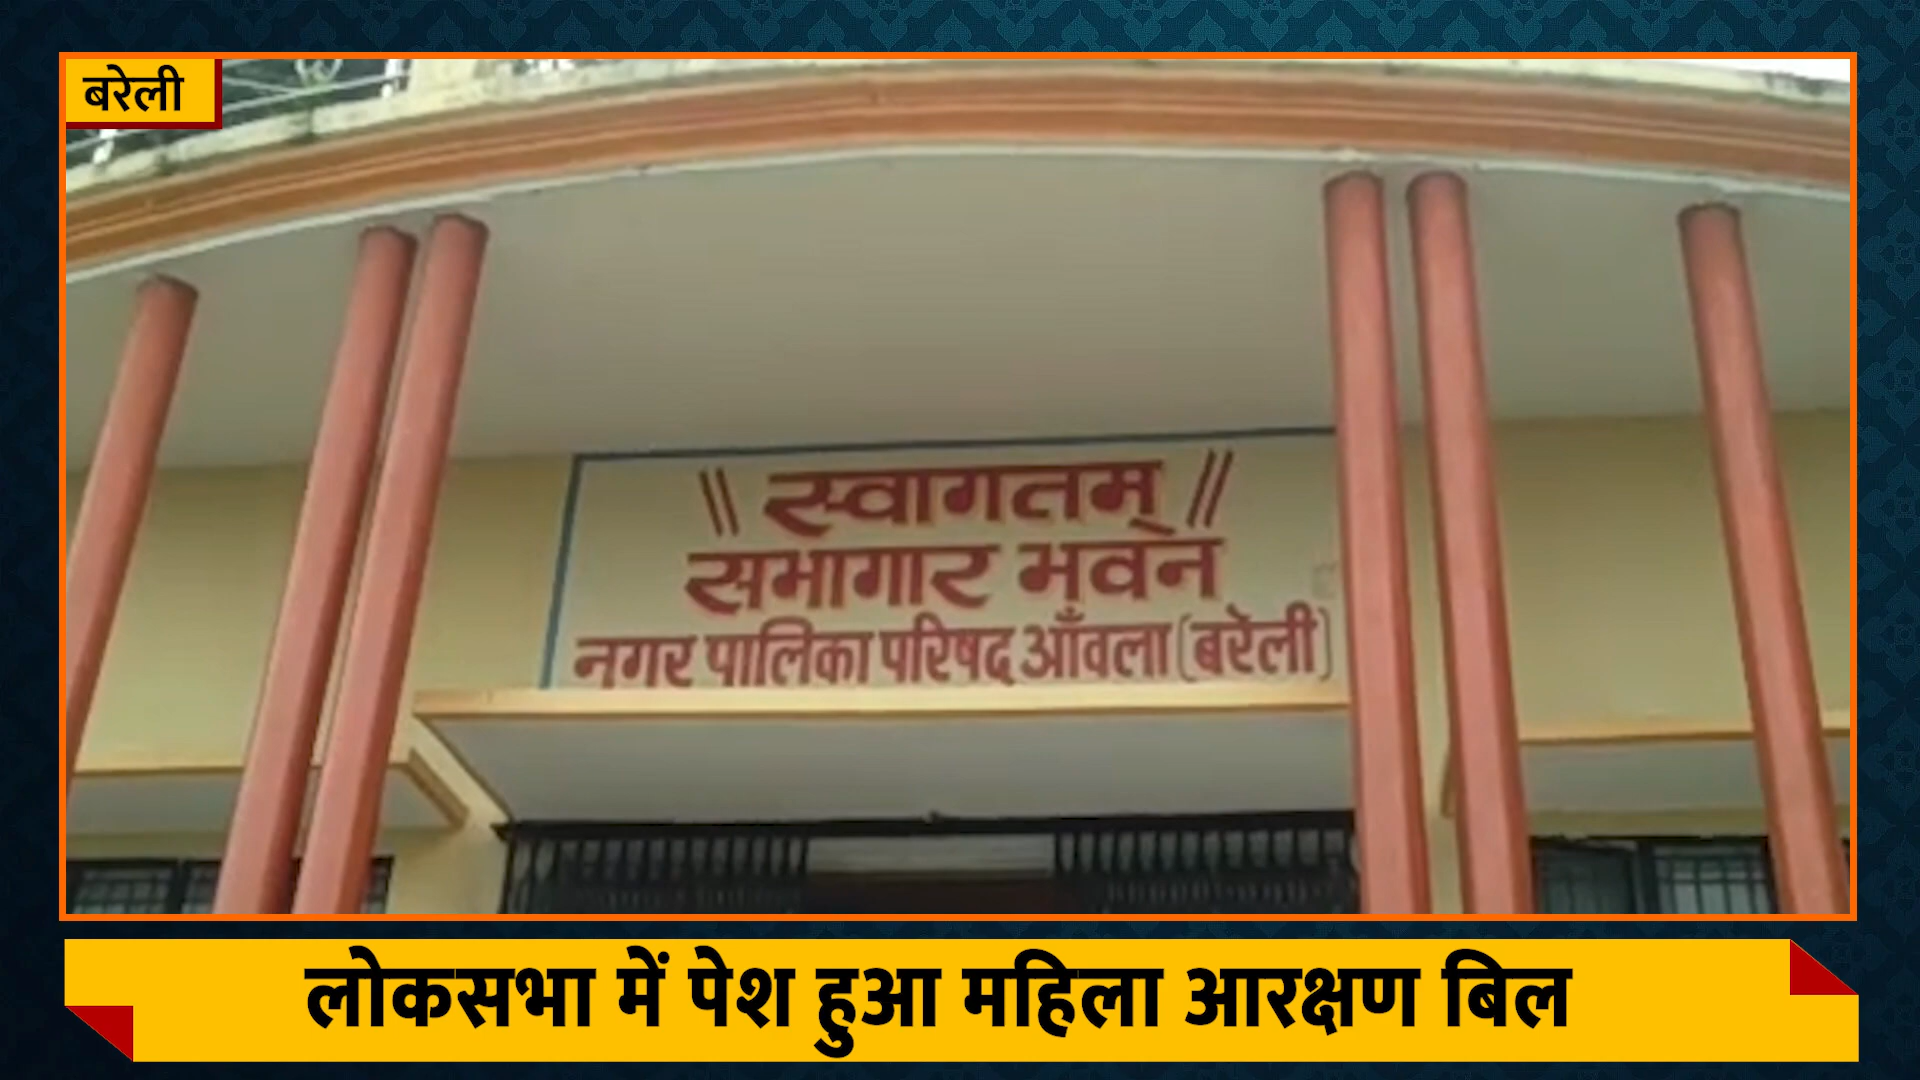 बरेली
॥ स्वागतम् ॥
सभागार भवन
नगर पालिका परिषद आँवला (बरेली)
लोकसभा में पेश हुआ महिला आरक्षण बिल